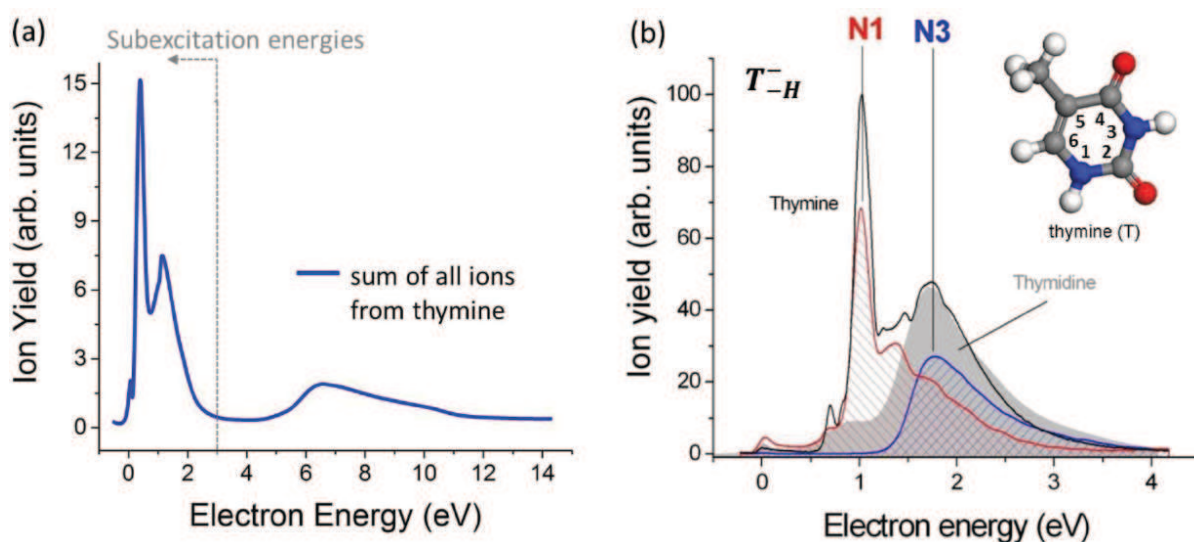 (a)
Subexcitation energies
15
12
9
6
3
0
Ion Yield (arb. units)
sum of all ions
from thymine
0 2 4 6 8 10 12 14
Electron Energy (eV)
(b)
N1 N3
T⁻₋H
100
80
60
40
20
0
Ion yield (arb. units)
Thymine
Thymidine
5 4
6 3
1 2
thymine (T)
0 1 2 3 4
Electron energy (eV)